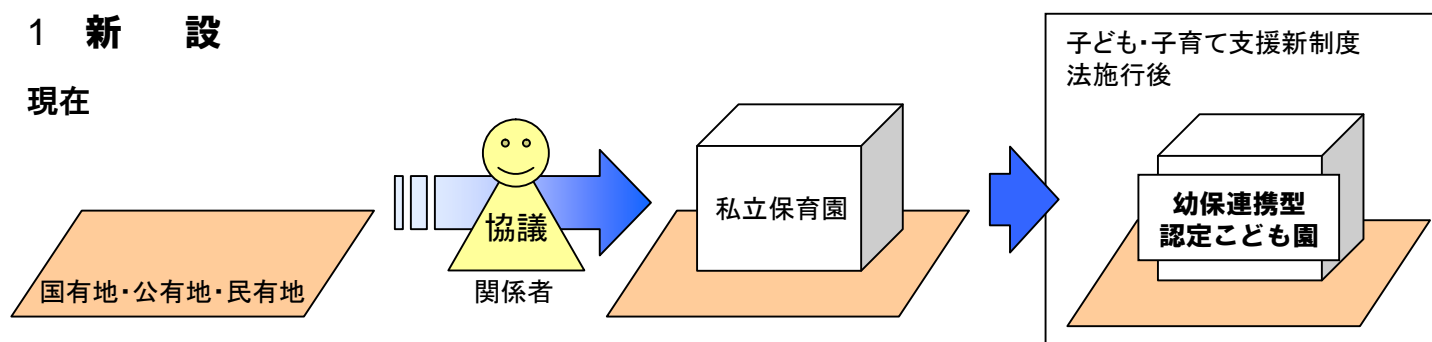 1 新 設
現在
国有地・公有地・民有地
協議
関係者
私立保育園
子ども・子育て支援新制度
法施行後
幼保連携型
認定こども園